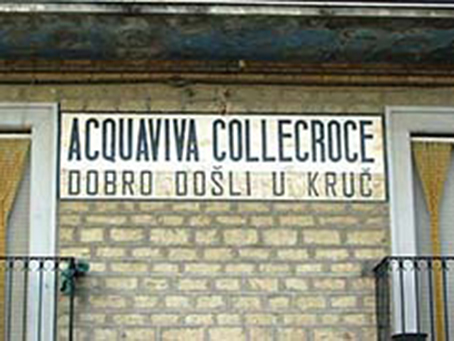 ACQUAVIVA COLLECROCE
DOBRO DOŠLI U KRUČ